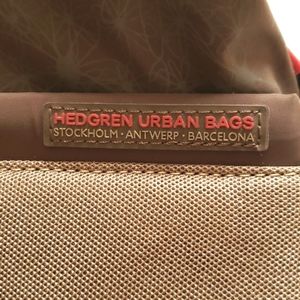 HEDGREN URBAN BAGS
STOCKHOLM · ANTWERP · BARCELONA